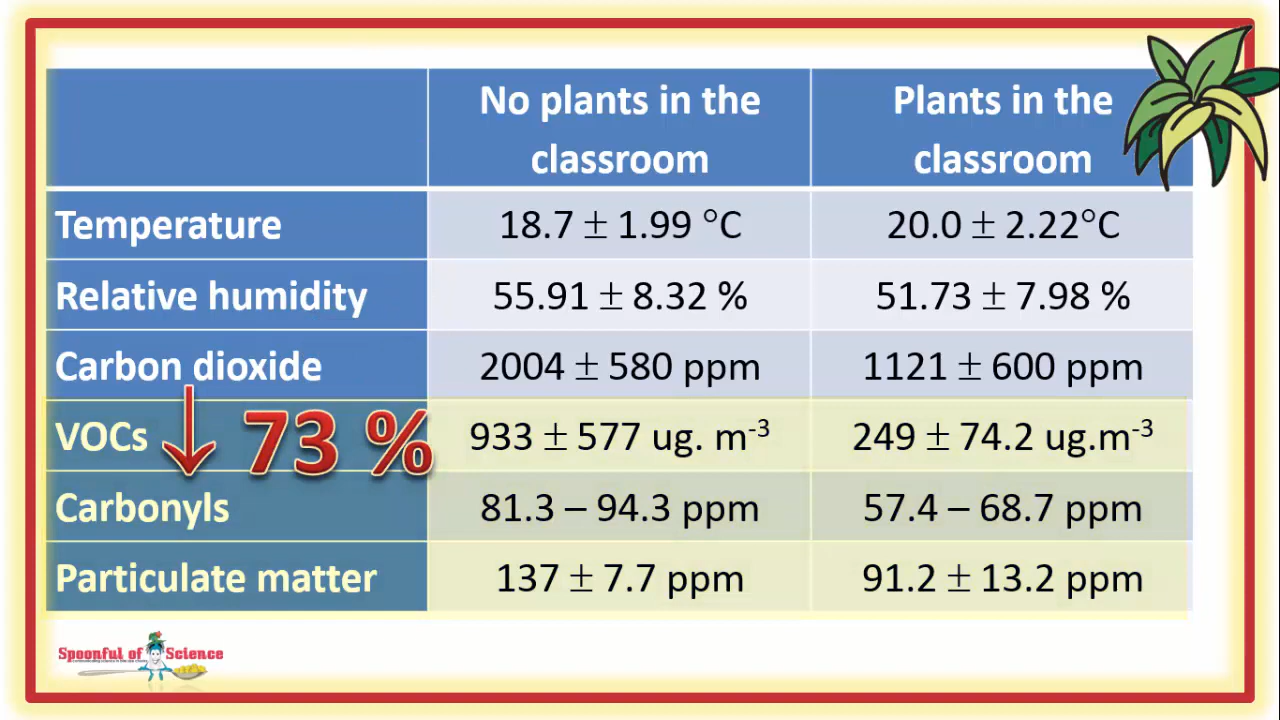 No plants in the classroom
Plants in the classroom
Temperature 18.7 ± 1.99 °C 20.0 ± 2.22°C
Relative humidity 55.91 ± 8.32 % 51.73 ± 7.98 %
Carbon dioxide 2004 ± 580 ppm 1121 ± 600 ppm
VOCs ↓ 73 % 933 ± 577 ug. m⁻³ 249 ± 74.2 ug.m⁻³
Carbonyls 81.3 – 94.3 ppm 57.4 – 68.7 ppm
Particulate matter 137 ± 7.7 ppm 91.2 ± 13.2 ppm
Spoonful of Science